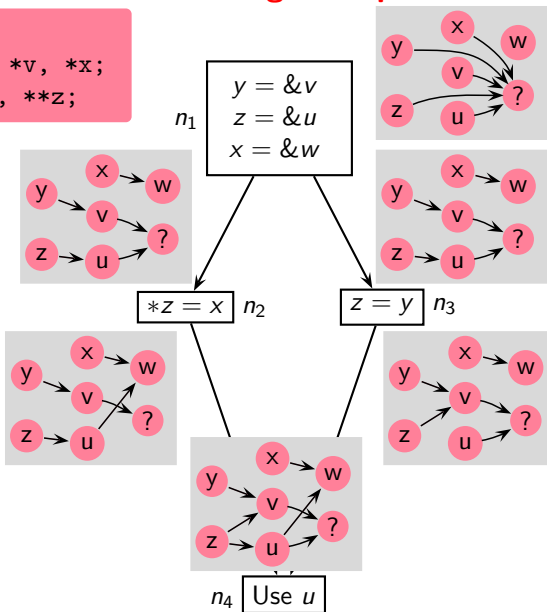 *v, *x;
, **z;
n1
y = &v
z = &u
x = &w
x
y
w
v
?
z
u
x
y
w
v
?
z
u
x
y
w
v
?
z
u
*z = x
n2
z = y
n3
x
y
w
v
?
z
u
x
y
w
v
?
z
u
x
y
w
v
?
z
u
n4
Use u